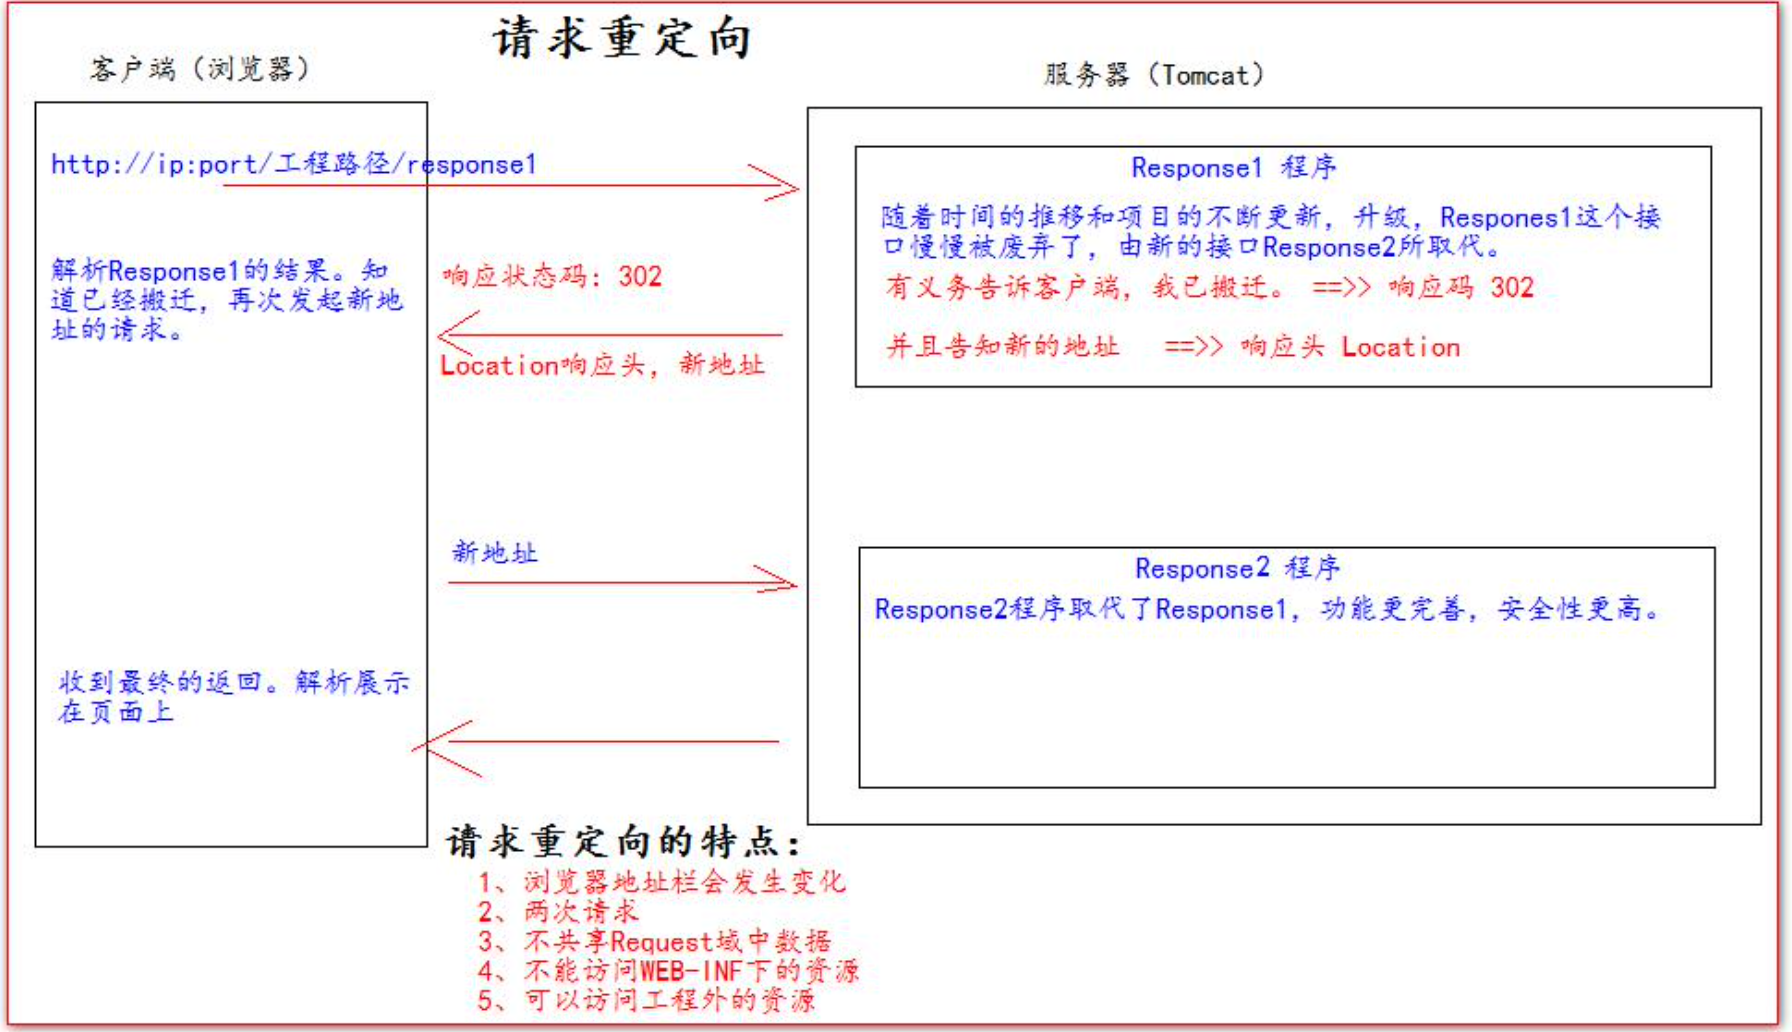 请求重定向
客户端（浏览器）
服务器（Tomcat）
http://ip:port/工程路径/response1
Response1 程序
随着时间的推移和项目的不断更新，升级，Respones1这个接
口慢慢被废弃了，由新的接口Response2所取代。
有义务告诉客户端，我已搬迁。 ==>> 响应码 302
并且告知新的地址 ==>> 响应头 Location
解析Response1的结果。知
道已经搬迁，再次发起新地
址的请求。
响应状态码：302
Location响应头，新地址
新地址
Response2 程序
Response2程序取代了Response1，功能更完善，安全性更高。
收到最终的返回。解析展示
在页面上
请求重定向的特点：
1、浏览器地址栏会发生变化
2、两次请求
3、不共享Request域中数据
4、不能访问WEB-INF下的资源
5、可以访问工程外的资源